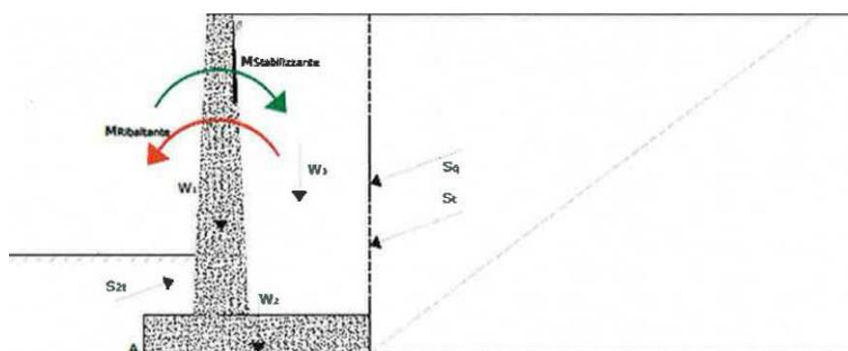 MStabilizzante
MRibaltante
W₃
Sq
W₁
St
S2t
W₂
A